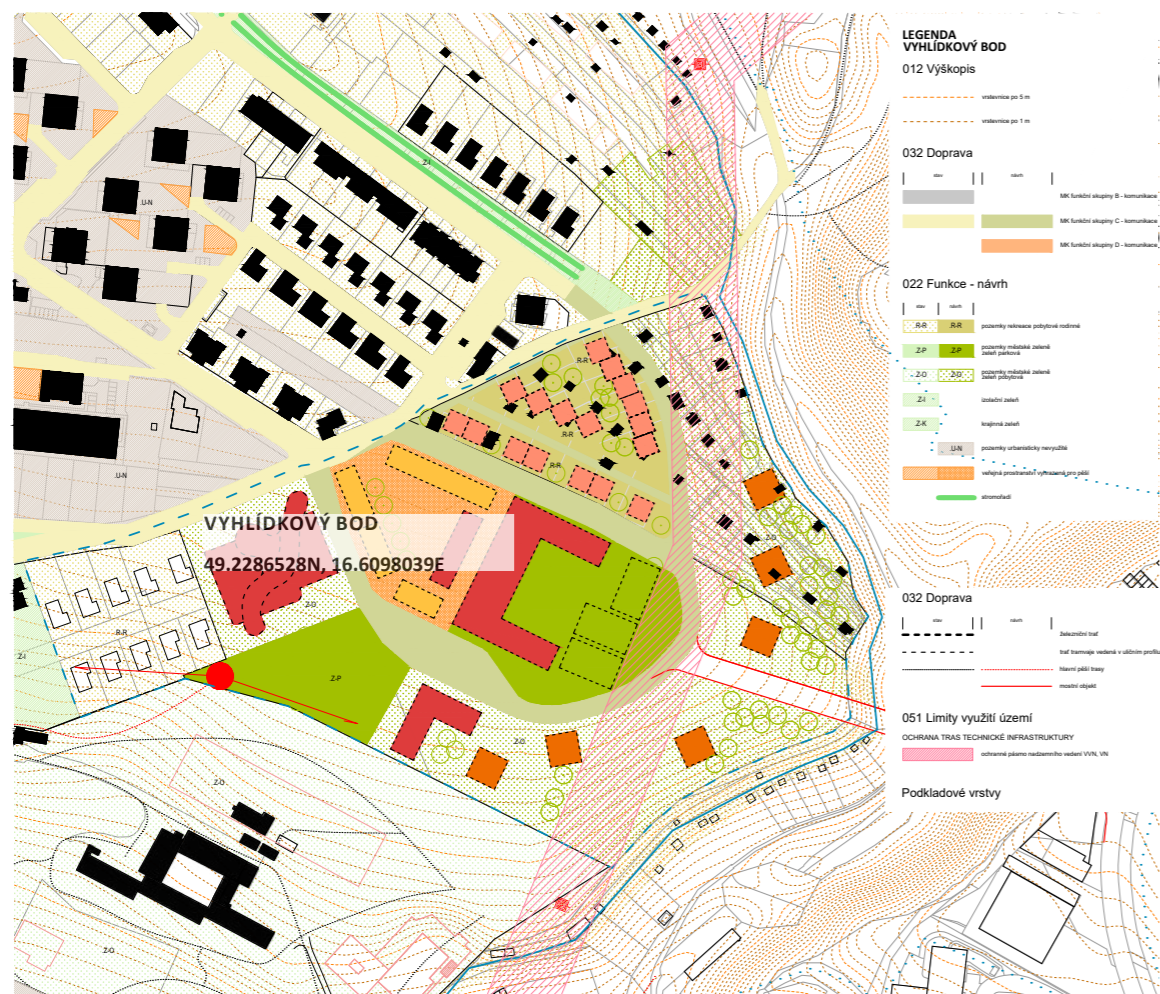 LEGENDA
VYHLÍDKOVÝ BOD
012 Výškopis
vrstevnice po 5 m
vrstevnice po 1 m
032 Doprava
stav návrh
MK funkční skupiny B - komunikace
MK funkční skupiny C - komunikace
MK funkční skupiny D - komunikace
022 Funkce - návrh
stav návrh
.R-R .R-R pozemky rekreace pobytové rodinné
Z-P Z-P pozemky městské zeleně
zeleň parková
Z-O Z-O pozemky městské zeleně
zeleň pobytová
Z-I izolační zeleň
Z-K krajinná zeleň
.U-N pozemky urbanisticky nevyužité
veřejná prostranství vyhrazená pro pěší
stromořadí
032 Doprava
stav návrh
železniční trať
trať tramvaje vedená v uličním profilu
hlavní pěší trasy
mostní objekt
051 Limity využití území
OCHRANA TRAS TECHNICKÉ INFRASTRUKTURY
ochranné pásmo nadzemního vedení VVN, VN
Podkladové vrstvy
Z-I
.U-N
.R-R
.R-R
.R-R
.U-N
VYHLÍDKOVÝ BOD
49.2286528N, 16.6098039E
Z-O
Z-O
.R-R
Z-I
Z-P
Z-O
Z-O
Z-O